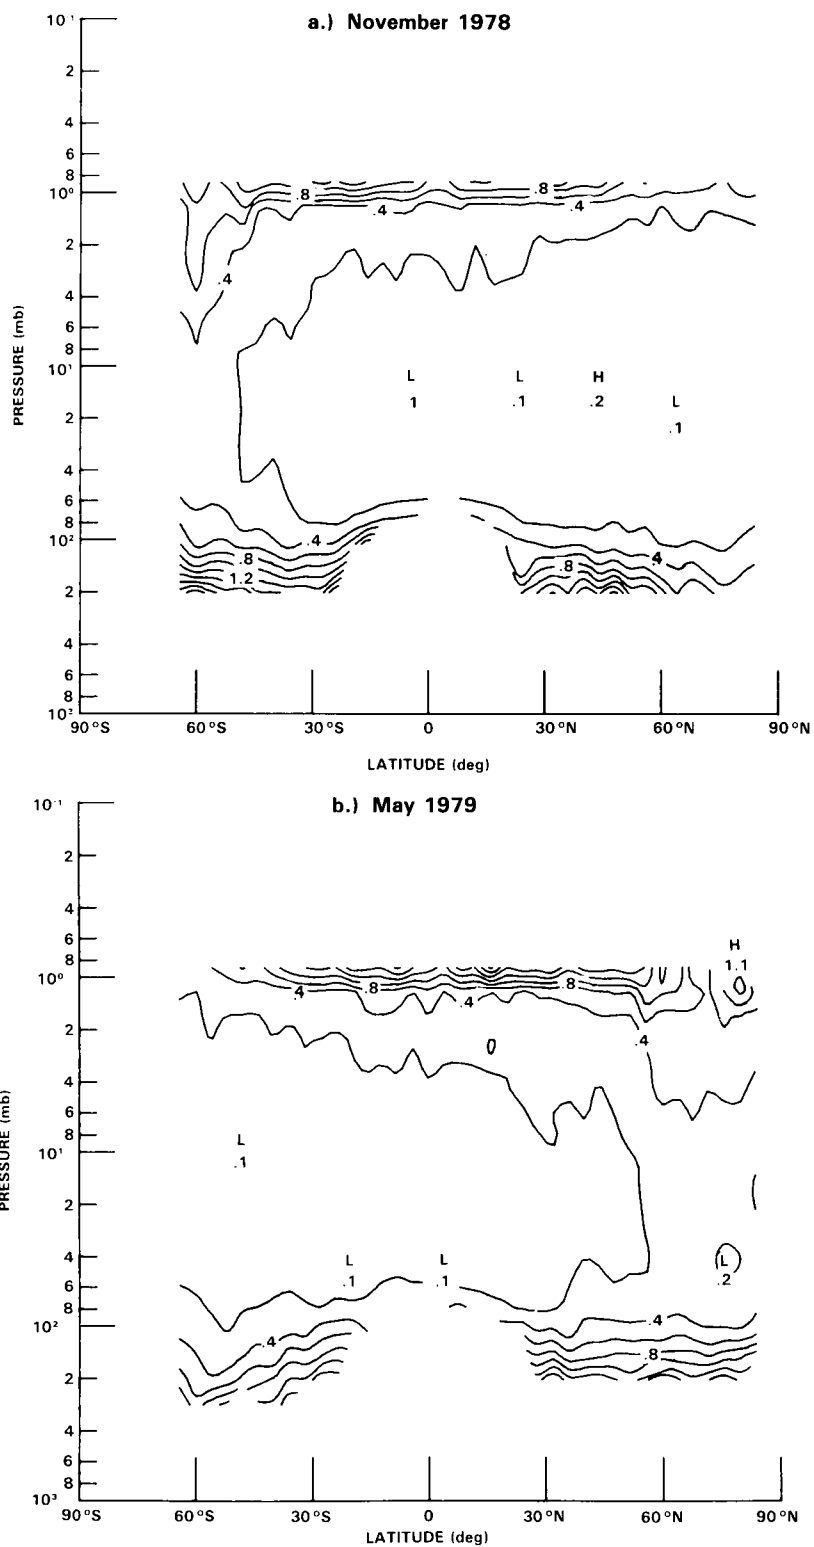 a.) November 1978
10⁻¹
2
4
6
8
10⁰
2
4
6
8
10¹
2
4
6
8
10²
2
4
6
8
10³
PRESSURE (mb)
.8
.8
.4
.4
.4
L
L
H
1
.1
.2
L
.1
.4
.4
.8
.8
1.2
90°S
60°S
30°S
0
30°N
60°N
90°N
LATITUDE (deg)
b.) May 1979
10⁻¹
2
4
6
8
10⁰
2
4
6
8
10¹
2
4
6
8
10²
2
4
6
8
10³
PRESSURE (mb)
H
1.1
.4
.8
.8
.4
.4
L
.1
L
L
L
.1
.1
.2
.4
.4
.8
90°S
60°S
30°S
0
30°N
60°N
90°N
LATITUDE (deg)